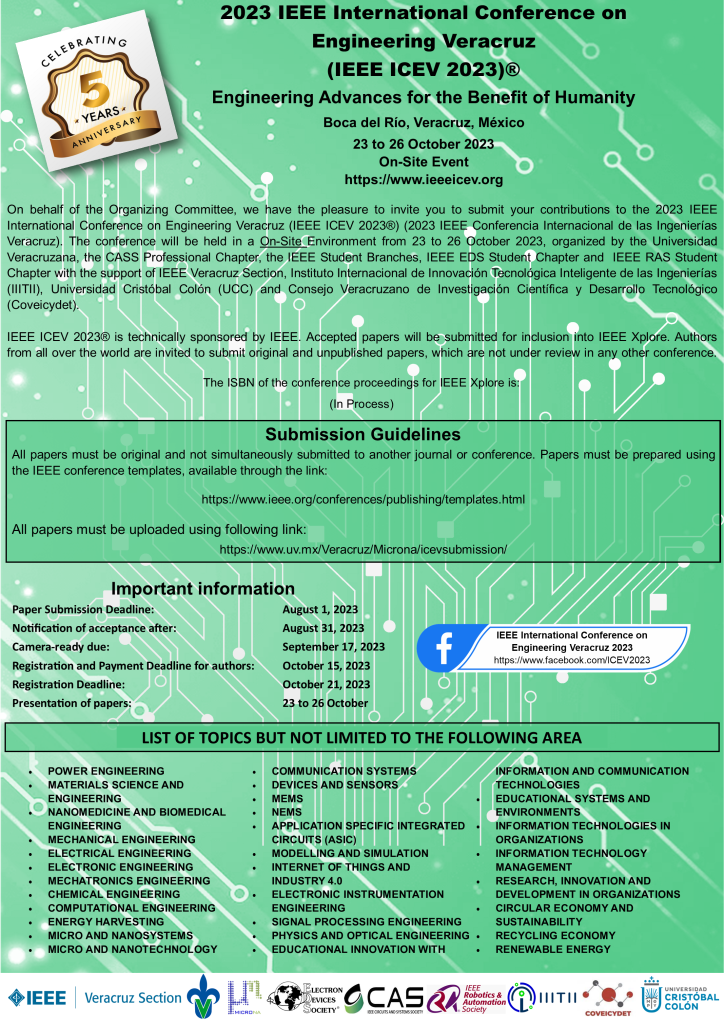 CELEBRATING
5
YEARS
ANNIVERSARY
2023 IEEE International Conference on
Engineering Veracruz
(IEEE ICEV 2023)®
Engineering Advances for the Benefit of Humanity
Boca del Río, Veracruz, México
23 to 26 October 2023
On-Site Event
https://www.ieeeicev.org
On behalf of the Organizing Committee, we have the pleasure to invite you to submit your contributions to the 2023 IEEE
International Conference on Engineering Veracruz (IEEE ICEV 2023®) (2023 IEEE Conferencia Internacional de las Ingenierías
Veracruz). The conference will be held in a On-Site Environment from 23 to 26 October 2023, organized by the Universidad
Veracruzana, the CASS Professional Chapter, the IEEE Student Branches, IEEE EDS Student Chapter and IEEE RAS Student
Chapter with the support of IEEE Veracruz Section, Instituto Internacional de Innovación Tecnológica Inteligente de las Ingenierías
(IIITII), Universidad Cristóbal Colón (UCC) and Consejo Veracruzano de Investigación Científica y Desarrollo Tecnológico
(Coveicydet).
IEEE ICEV 2023® is technically sponsored by IEEE. Accepted papers will be submitted for inclusion into IEEE Xplore. Authors
from all over the world are invited to submit original and unpublished papers, which are not under review in any other conference.
The ISBN of the conference proceedings for IEEE Xplore is:
(In Process)
Submission Guidelines
All papers must be original and not simultaneously submitted to another journal or conference. Papers must be prepared using
the IEEE conference templates, available through the link:
https://www.ieee.org/conferences/publishing/templates.html
All papers must be uploaded using following link:
https://www.uv.mx/Veracruz/Microna/icevsubmission/
Important information
Paper Submission Deadline: August 1, 2023
Notification of acceptance after: August 31, 2023
Camera-ready due: September 17, 2023
Registration and Payment Deadline for authors: October 15, 2023
Registration Deadline: October 21, 2023
Presentation of papers: 23 to 26 October
IEEE International Conference on
Engineering Veracruz 2023
https://www.facebook.com/ICEV2023
LIST OF TOPICS BUT NOT LIMITED TO THE FOLLOWING AREA
• POWER ENGINEERING
• MATERIALS SCIENCE AND
ENGINEERING
• NANOMEDICINE AND BIOMEDICAL
ENGINEERING
• MECHANICAL ENGINEERING
• ELECTRICAL ENGINEERING
• ELECTRONIC ENGINEERING
• MECHATRONICS ENGINEERING
• CHEMICAL ENGINEERING
• COMPUTATIONAL ENGINEERING
• ENERGY HARVESTING
• MICRO AND NANOSYSTEMS
• MICRO AND NANOTECHNOLOGY
• COMMUNICATION SYSTEMS
• DEVICES AND SENSORS
• MEMS
• NEMS
• APPLICATION SPECIFIC INTEGRATED
CIRCUITS (ASIC)
• MODELLING AND SIMULATION
• INTERNET OF THINGS AND
INDUSTRY 4.0
• ELECTRONIC INSTRUMENTATION
ENGINEERING
• SIGNAL PROCESSING ENGINEERING
• PHYSICS AND OPTICAL ENGINEERING
• EDUCATIONAL INNOVATION WITH
INFORMATION AND COMMUNICATION
TECHNOLOGIES
• EDUCATIONAL SYSTEMS AND
ENVIRONMENTS
• INFORMATION TECHNOLOGIES IN
ORGANIZATIONS
• INFORMATION TECHNOLOGY
MANAGEMENT
• RESEARCH, INNOVATION AND
DEVELOPMENT IN ORGANIZATIONS
• CIRCULAR ECONOMY AND
SUSTAINABILITY
• RECYCLING ECONOMY
• RENEWABLE ENERGY
IEEE Veracruz Section
MICRONA
ELECTRON
DEVICES
SOCIETY®
CAS
IEEE CIRCUITS AND SYSTEMS SOCIETY
IEEE
Robotics &
Automation
Society
IIITII
COVEICYDET
UNIVERSIDAD
CRISTÓBAL
COLÓN